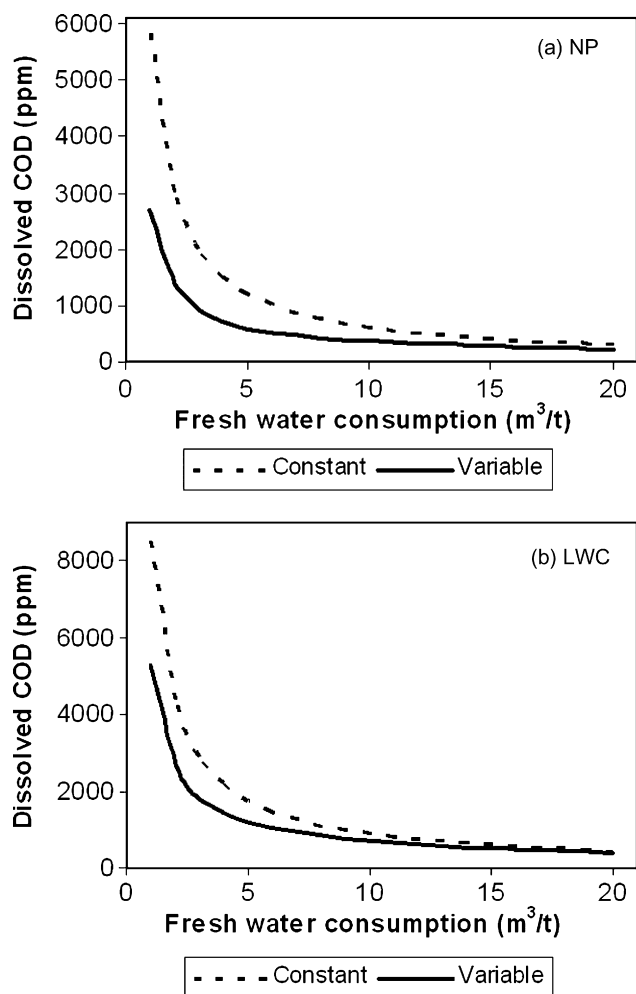 (a) NP
Dissolved COD (ppm)
6000
5000
4000
3000
2000
1000
0
0 5 10 15 20
Fresh water consumption (m³/t)
Constant Variable
(b) LWC
Dissolved COD (ppm)
8000
6000
4000
2000
0
0 5 10 15 20
Fresh water consumption (m³/t)
Constant Variable